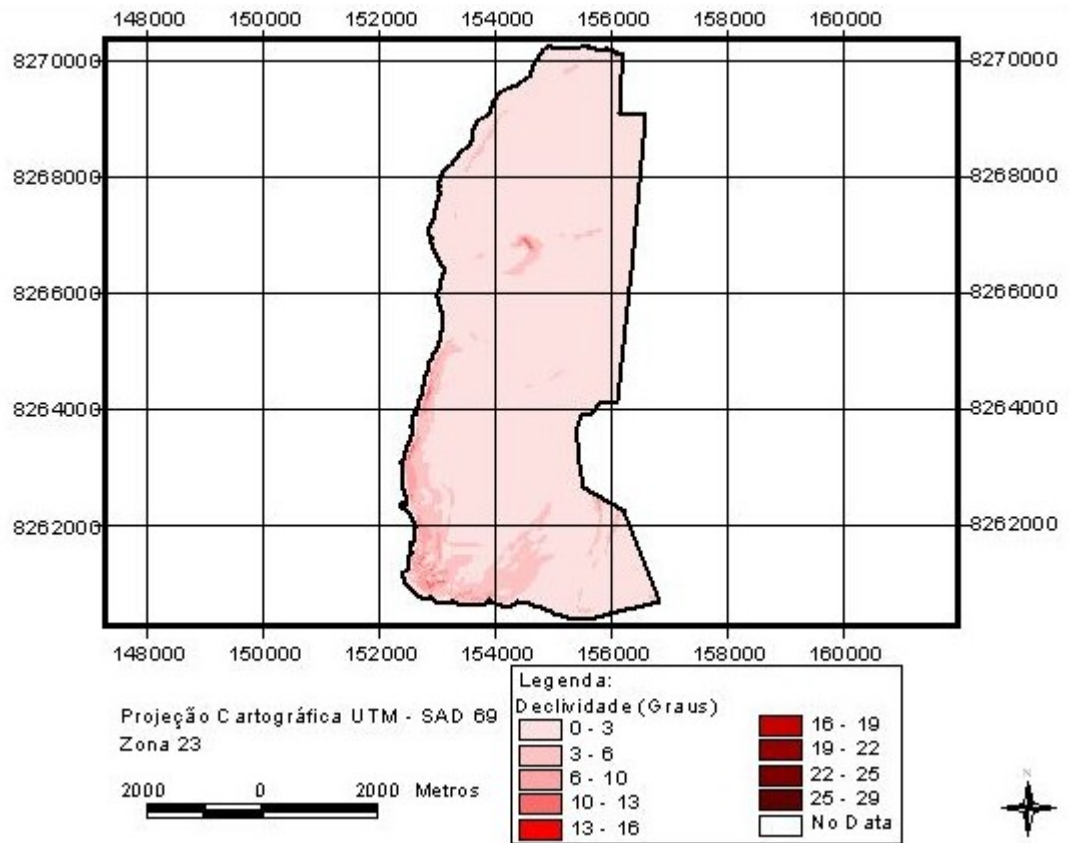 148000 150000 152000 154000 156000 158000 160000
8270000 8270000
8268000 8268000
8266000 8266000
8264000 8264000
8262000 8262000
148000 150000 152000 154000 156000 158000 160000
Projeção Cartográfica UTM - SAD 69
Zona 23
2000 0 2000 Metros
Legenda:
Declividade (Graus)
0 - 3
3 - 6
6 - 10
10 - 13
13 - 16
16 - 19
19 - 22
22 - 25
25 - 29
No Data
N